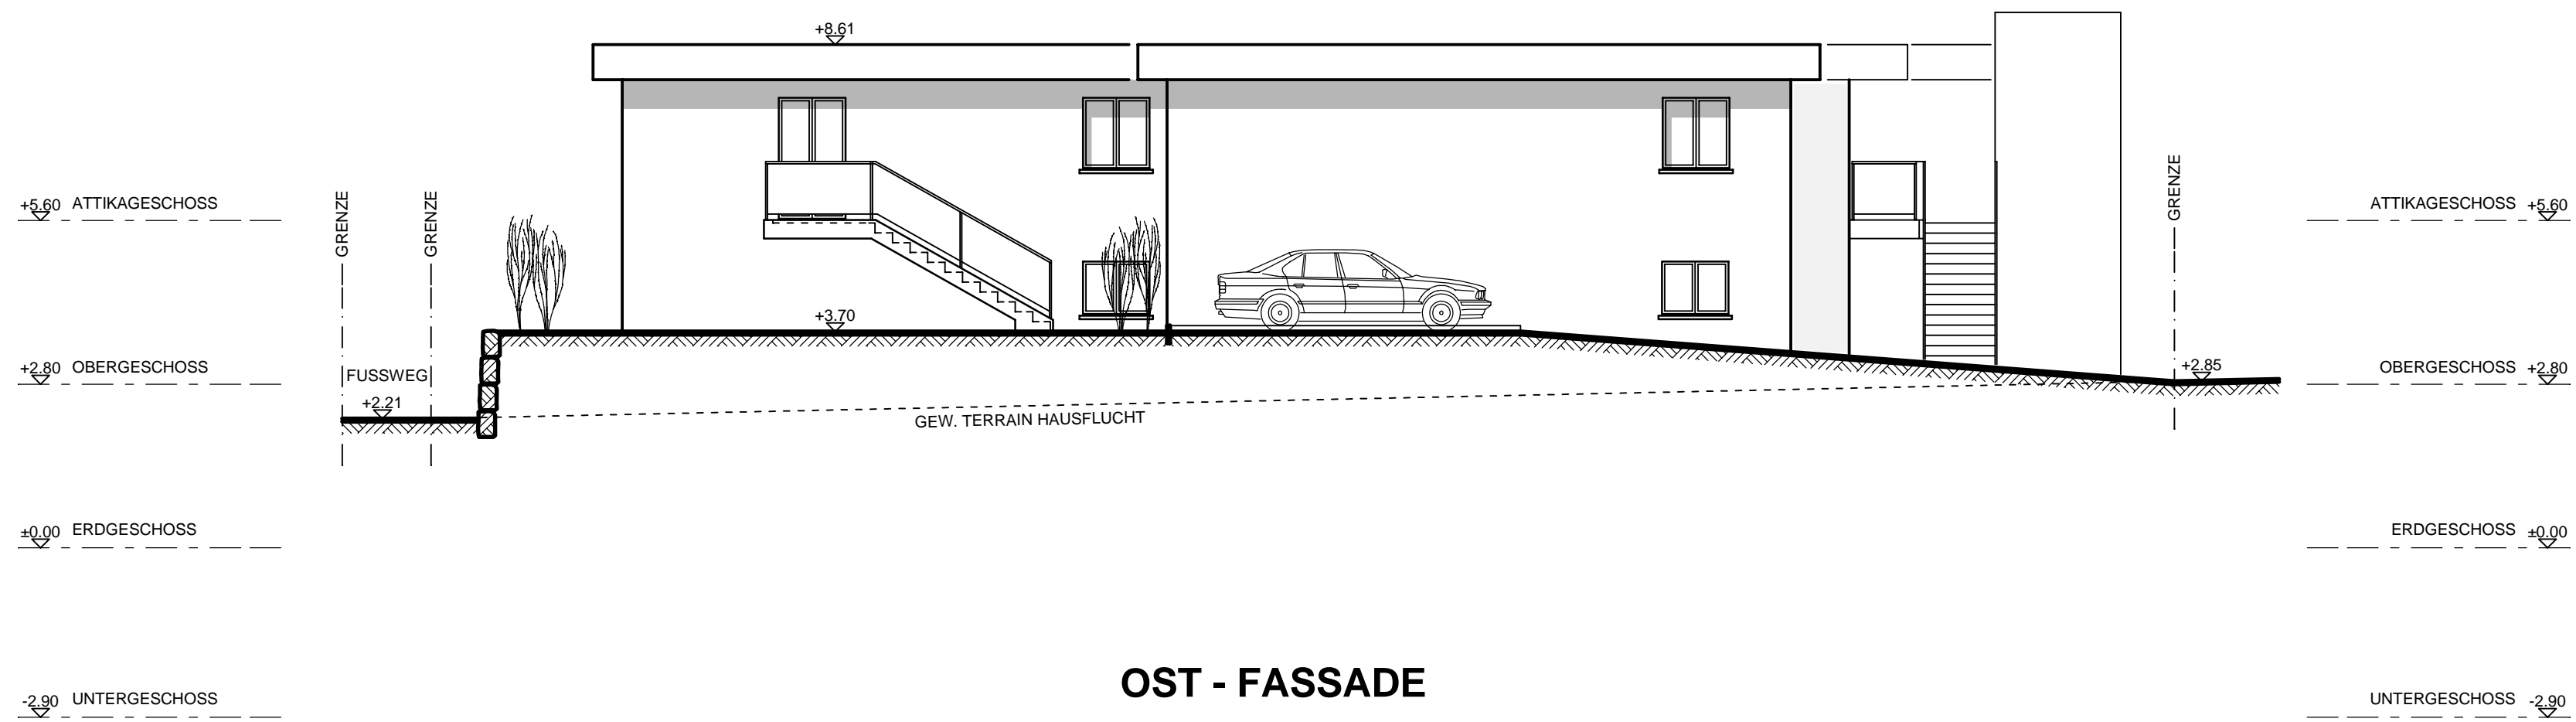 +8.61
GRENZE
GRENZE
GRENZE
+5.60 ATTIKAGESCHOSS
ATTIKAGESCHOSS +5.60
+3.70
+2.80 OBERGESCHOSS
FUSSWEG
+2.85
OBERGESCHOSS +2.80
+2.21
GEW. TERRAIN HAUSFLUCHT
±0.00 ERDGESCHOSS
ERDGESCHOSS ±0.00
OST - FASSADE
-2.90 UNTERGESCHOSS
UNTERGESCHOSS -2.90